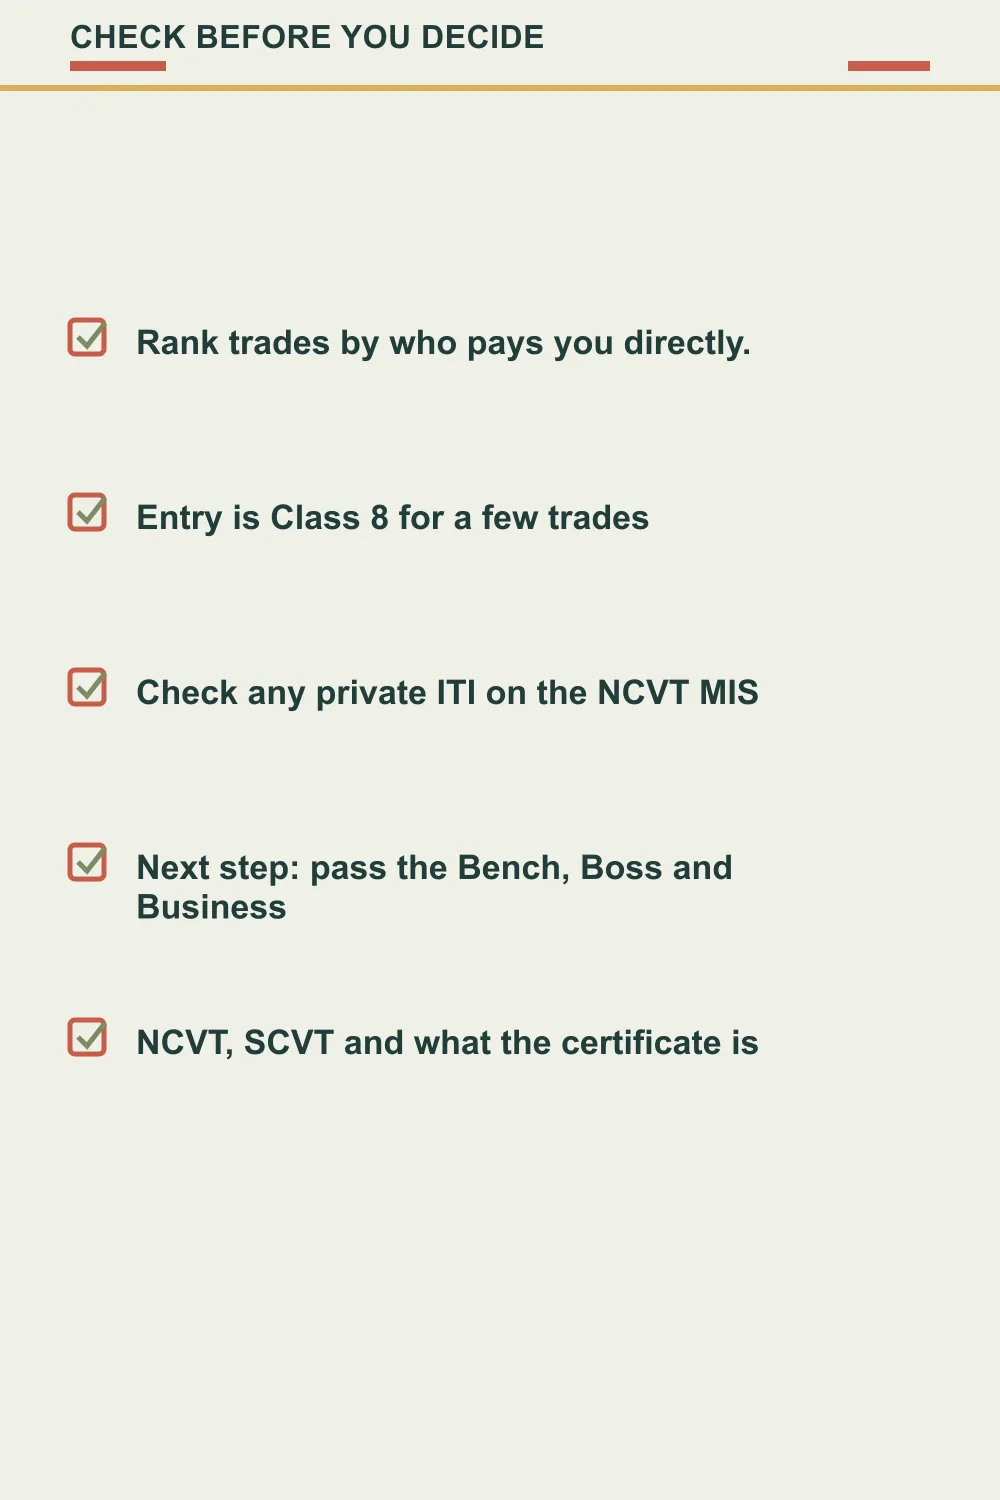 CHECK BEFORE YOU DECIDE
Rank trades by who pays you directly.
Entry is Class 8 for a few trades
Check any private ITI on the NCVT MIS
Next step: pass the Bench, Boss and
Business
NCVT, SCVT and what the certificate is